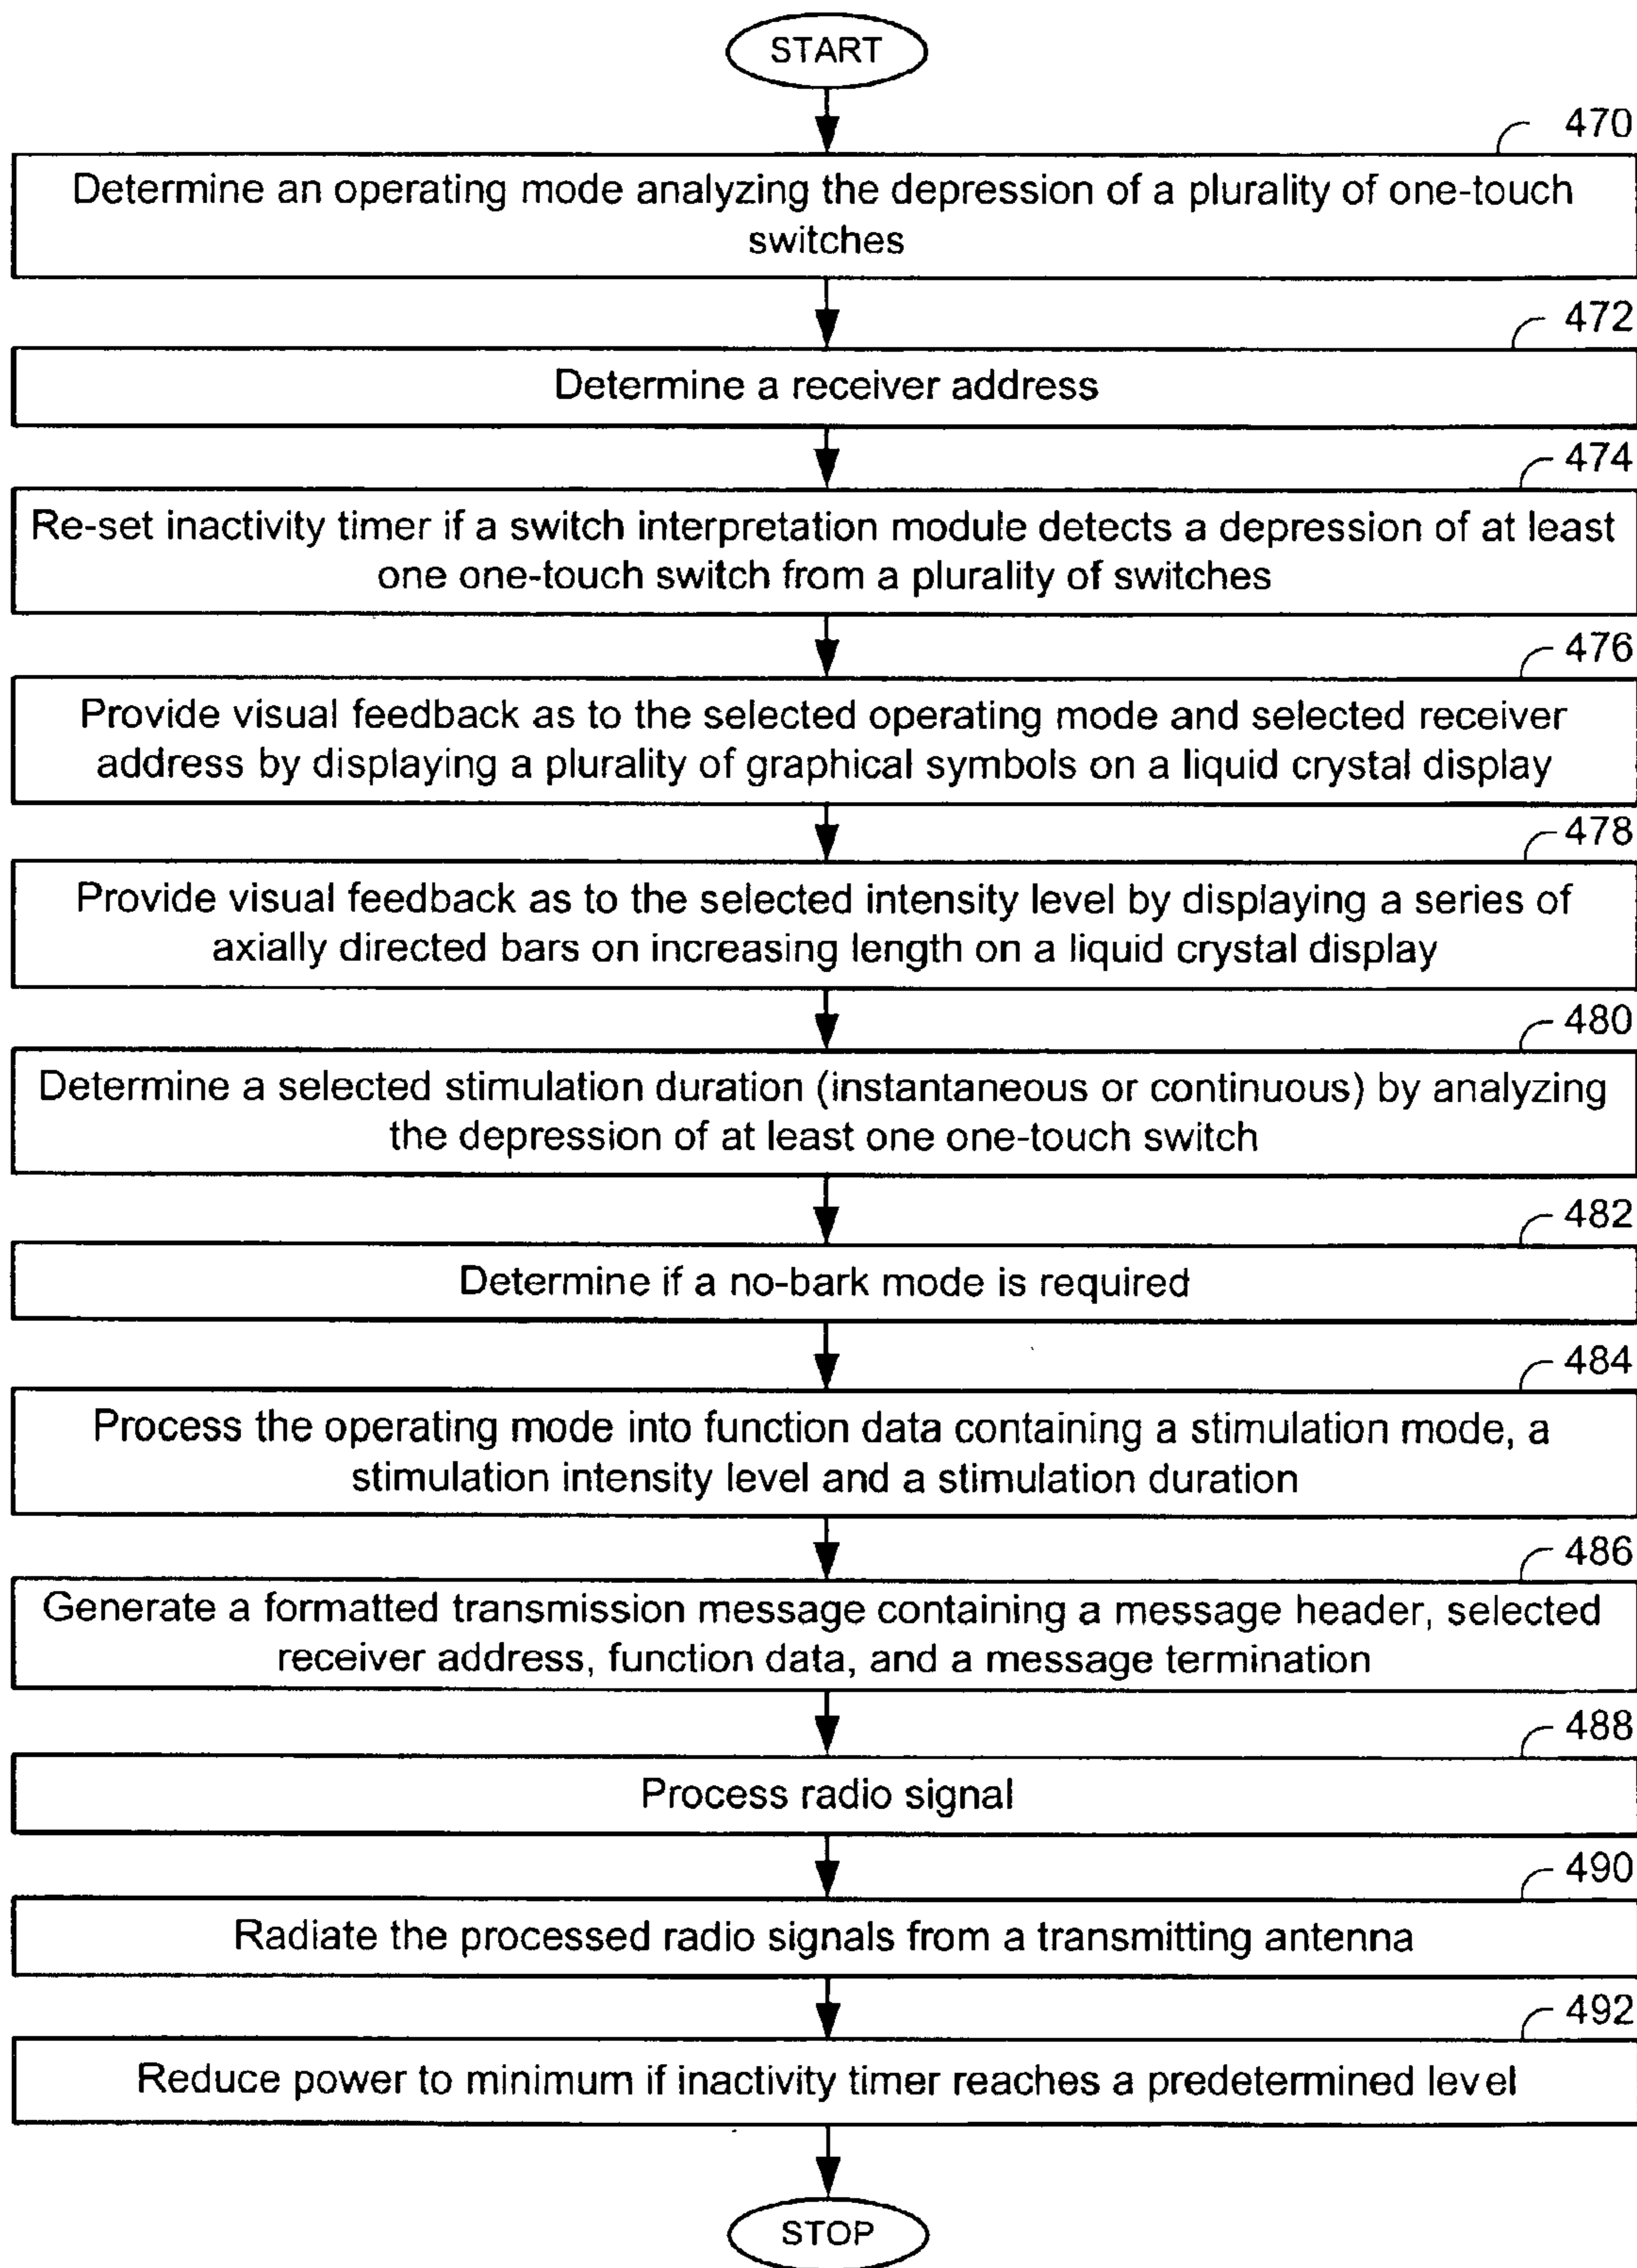 START
470
Determine an operating mode analyzing the depression of a plurality of one-touch
switches
472
Determine a receiver address
474
Re-set inactivity timer if a switch interpretation module detects a depression of at least
one one-touch switch from a plurality of switches
476
Provide visual feedback as to the selected operating mode and selected receiver
address by displaying a plurality of graphical symbols on a liquid crystal display
478
Provide visual feedback as to the selected intensity level by displaying a series of
axially directed bars on increasing length on a liquid crystal display
480
Determine a selected stimulation duration (instantaneous or continuous) by analyzing
the depression of at least one one-touch switch
482
Determine if a no-bark mode is required
484
Process the operating mode into function data containing a stimulation mode, a
stimulation intensity level and a stimulation duration
486
Generate a formatted transmission message containing a message header, selected
receiver address, function data, and a message termination
488
Process radio signal
490
Radiate the processed radio signals from a transmitting antenna
492
Reduce power to minimum if inactivity timer reaches a predetermined level
STOP